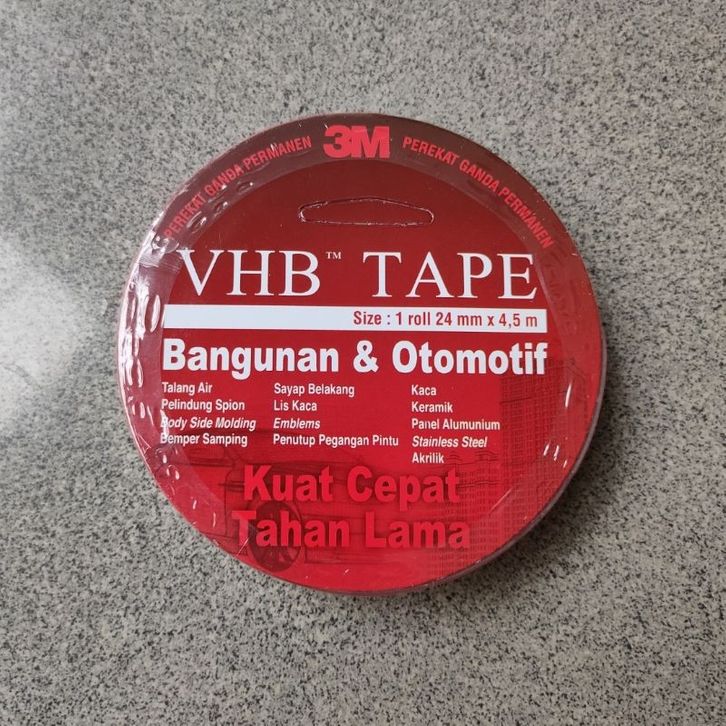 PEREKAT GANDA PERMANEN 3M PEREKAT GANDA PERMANEN
VHB™ TAPE
Size : 1 roll 24 mm x 4,5 m
Bangunan & Otomotif
Talang Air
Pelindung Spion
Body Side Molding
Bemper Samping
Sayap Belakang
Lis Kaca
Emblems
Penutup Pegangan Pintu
Kaca
Keramik
Panel Alumunium
Stainless Steel
Akrilik
Kuat Cepat
Tahan Lama